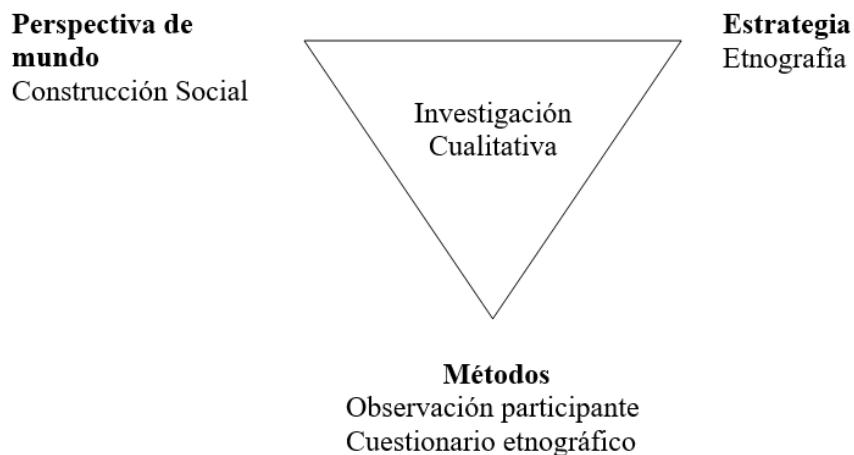 Perspectiva de
mundo
Construcción Social
Estrategia
Etnografía
Investigación
Cualitativa
Métodos
Observación participante
Cuestionario etnográfico